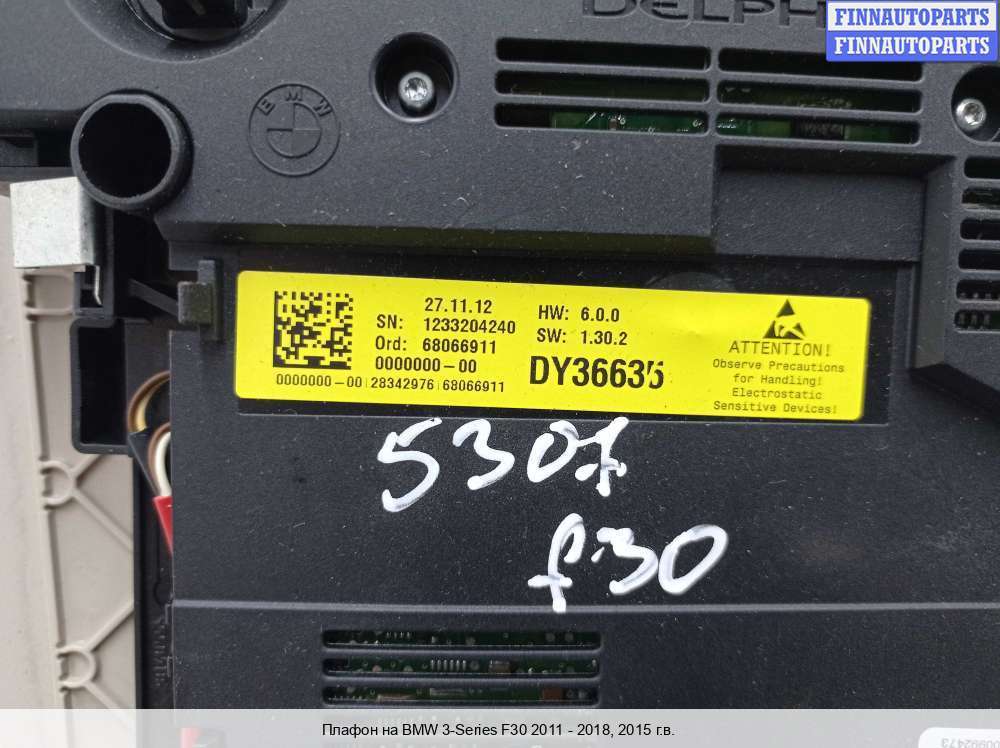 DELPH
FINNAUTOPARTS
FINNAUTOPARTS
BMW
27.11.12
SN: 1233204240
Ord: 68066911
0000000-00
0000000-00|28342976|68066911
HW: 6.0.0
SW: 1.30.2
DY36635
ATTENTION!
Observe Precautions
for Handling!
Electrostatic
Sensitive Devices!
5307
f30
00992473
Плафон на BMW 3-Series F30 2011 - 2018, 2015 г.в.